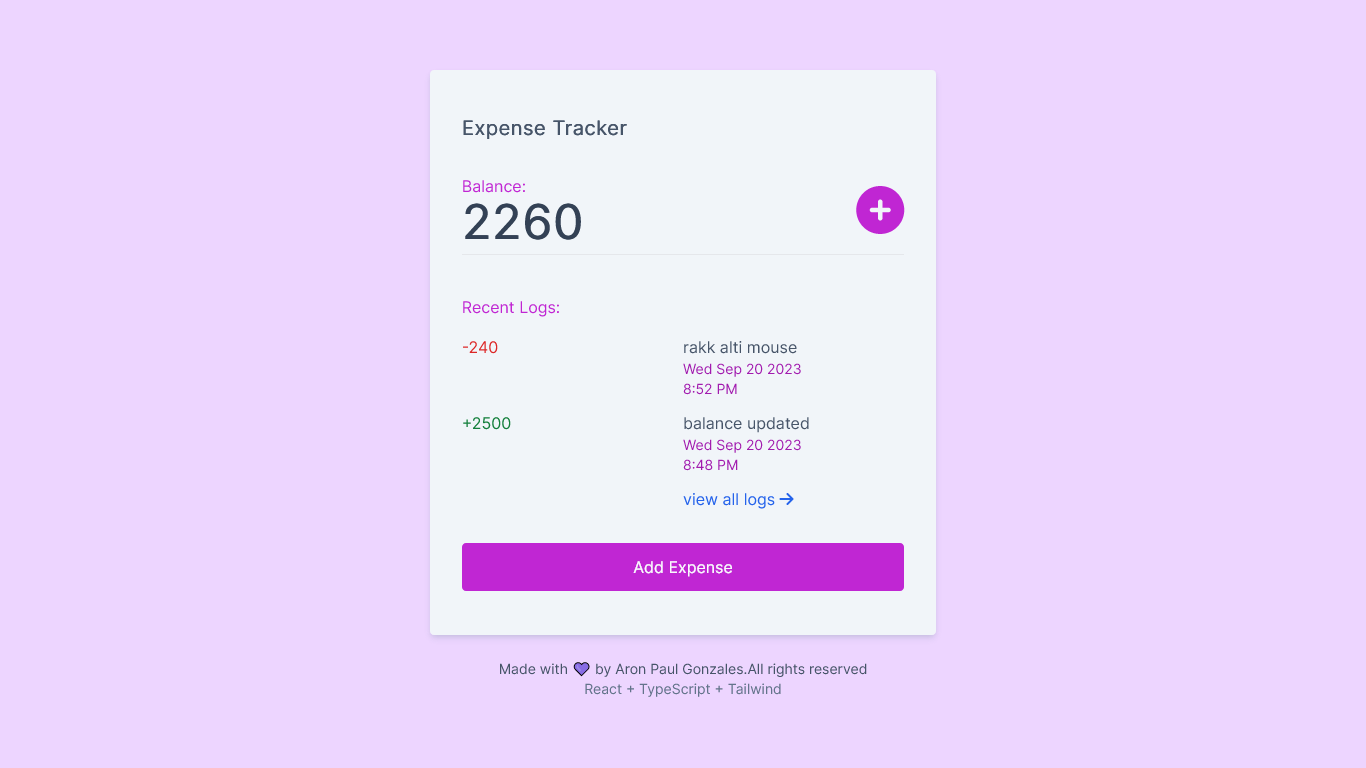 Expense Tracker
Balance:
2260
Recent Logs:
-240
rakk alti mouse
Wed Sep 20 2023
8:52 PM
+2500
balance updated
Wed Sep 20 2023
8:48 PM
view all logs
Add Expense
Made with 💜 by Aron Paul Gonzales.All rights reserved
React + TypeScript + Tailwind